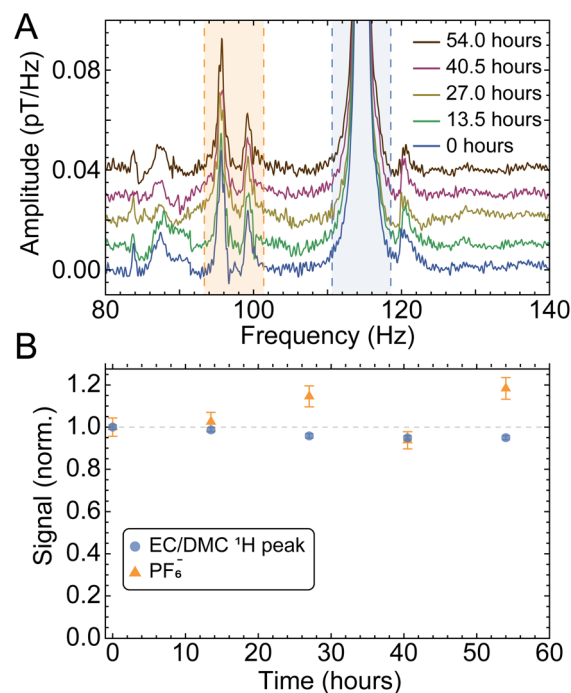 A
Amplitude (pT/Hz)
0.08
0.04
0.00
54.0 hours
40.5 hours
27.0 hours
13.5 hours
0 hours
80 100 120 140
Frequency (Hz)
B
Signal (norm.)
1.2
1.0
0.8
0.6
0.4
0.2
0.0
EC/DMC ¹H peak
PF₆⁻
0 10 20 30 40 50 60
Time (hours)